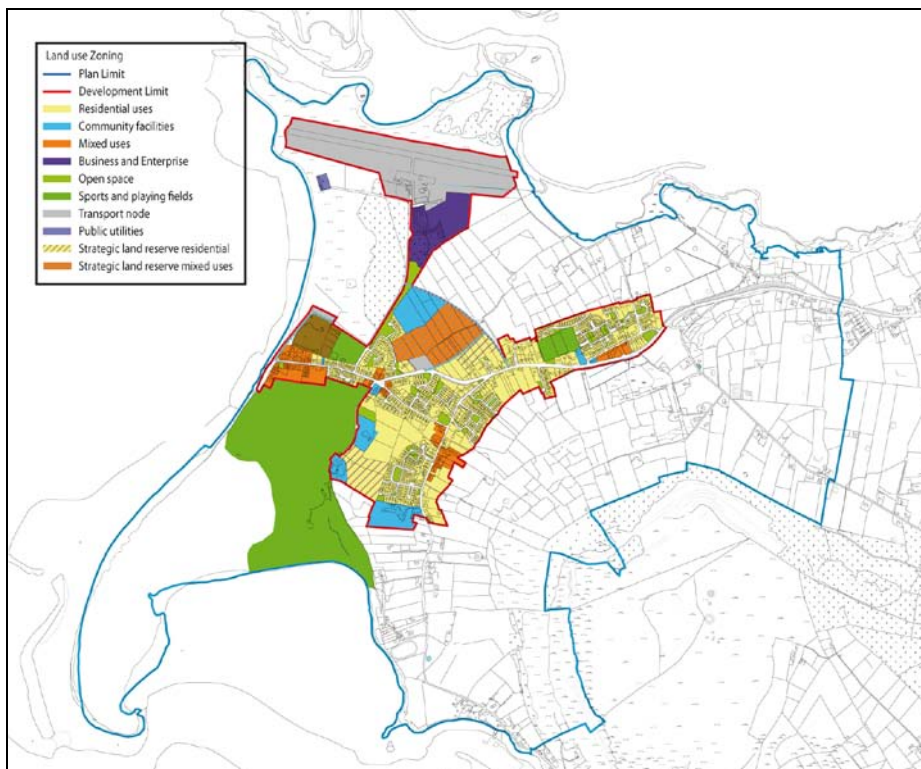 Land use Zoning
Plan Limit
Development Limit
Residential uses
Community facilities
Mixed uses
Business and Enterprise
Open space
Sports and playing fields
Transport node
Public utilities
Strategic land reserve residential
Strategic land reserve mixed uses